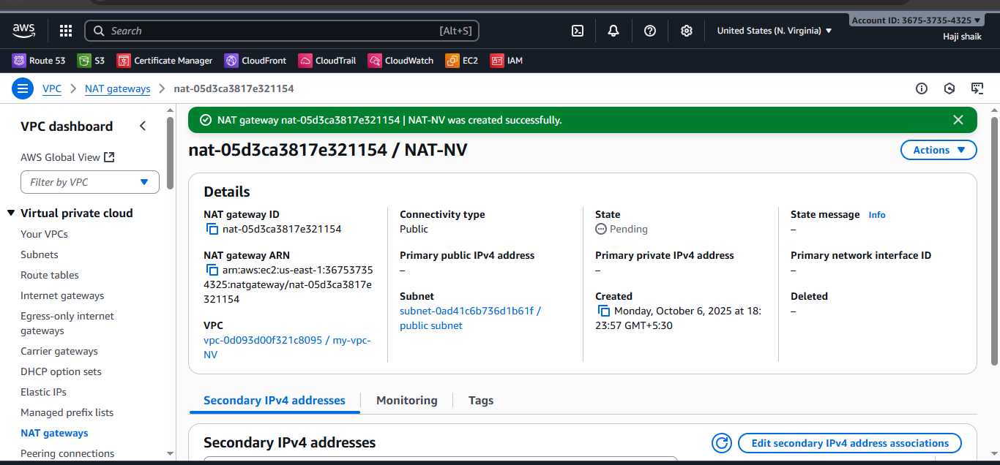 aws
Search [Alt+S]
United States (N. Virginia)
Account ID: 3675-3735-4325
Haji shaik
Route 53 S3 Certificate Manager CloudFront CloudTrail CloudWatch EC2 IAM
VPC NAT gateways nat-05d3ca3817e321154
VPC dashboard
AWS Global View
Filter by VPC
Virtual private cloud
Your VPCs
Subnets
Route tables
Internet gateways
Egress-only internet
gateways
Carrier gateways
DHCP option sets
Elastic IPs
Managed prefix lists
NAT gateways
Peering connections
NAT gateway nat-05d3ca3817e321154 | NAT-NV was created successfully.
nat-05d3ca3817e321154 / NAT-NV
Actions
Details
NAT gateway ID
nat-05d3ca3817e321154
NAT gateway ARN
arn:aws:ec2:us-east-1:36753735
4325:natgateway/nat-05d3ca3817e
321154
VPC
vpc-0d093d00f321c8095 / my-vpc-
NV
Connectivity type
Public
Primary public IPv4 address
–
Subnet
subnet-0ad41c6b736d1b61f /
public subnet
State
Pending
Primary private IPv4 address
–
Created
Monday, October 6, 2025 at 18:
23:57 GMT+5:30
State message Info
–
Primary network interface ID
–
Deleted
–
Secondary IPv4 addresses Monitoring Tags
Secondary IPv4 addresses
Edit secondary IPv4 address associations